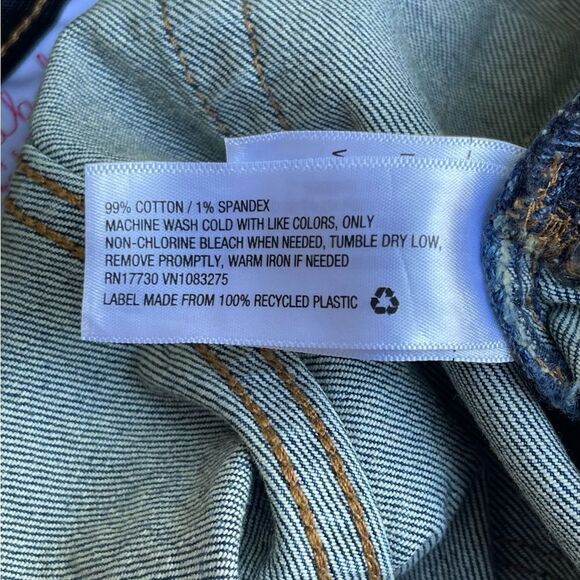 99% COTTON / 1% SPANDEX
MACHINE WASH COLD WITH LIKE COLORS, ONLY
NON-CHLORINE BLEACH WHEN NEEDED, TUMBLE DRY LOW,
REMOVE PROMPTLY, WARM IRON IF NEEDED
RN17730 VN1083275
LABEL MADE FROM 100% RECYCLED PLASTIC